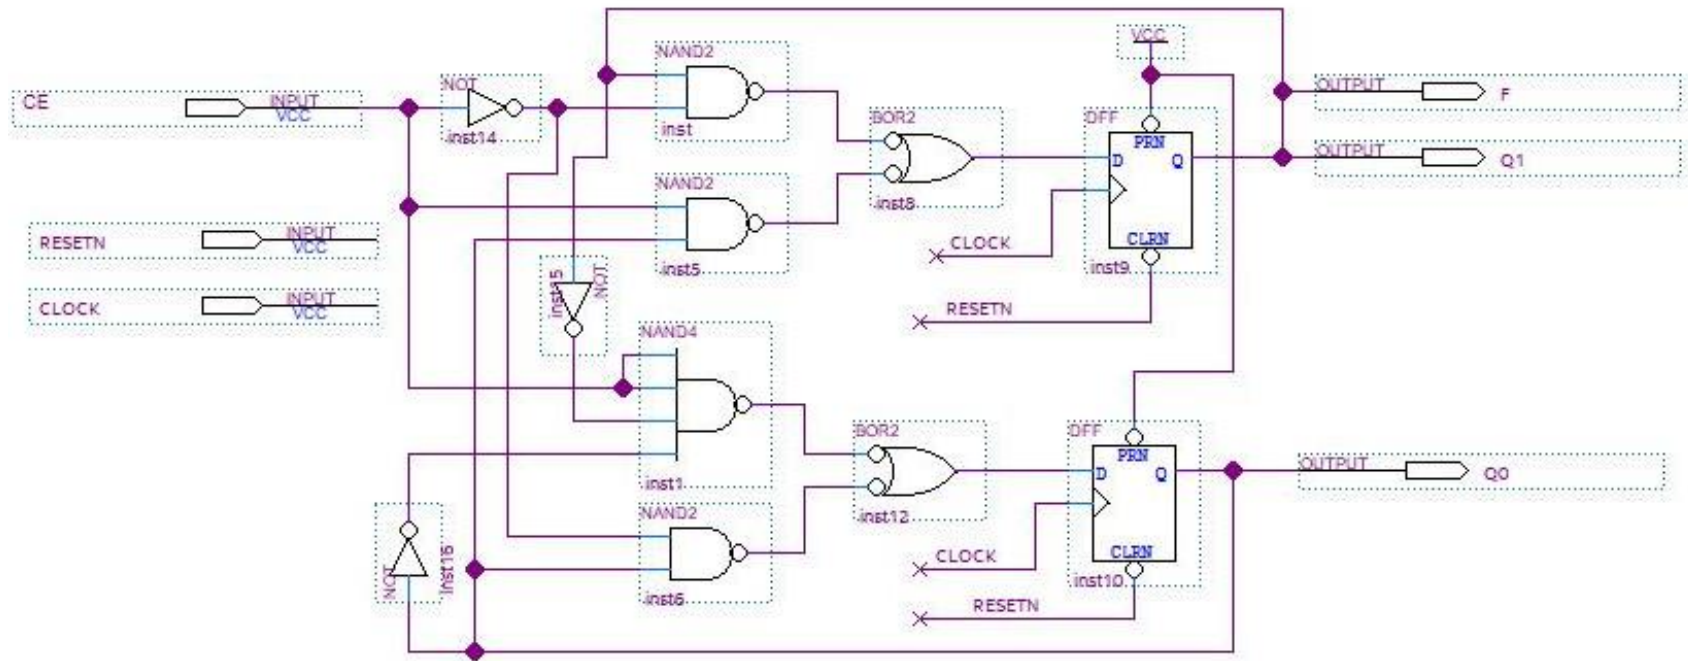 CE
INPUT
VCC
NOT
inst14
RESETN
INPUT
VCC
CLOCK
INPUT
VCC
NAND2
inst
NAND2
inst5
inst15
NOT
BOR2
inst8
VCC
DFF
PRN
D
Q
CLRN
inst9
CLOCK
RESETN
OUTPUT
F
OUTPUT
Q1
NAND4
inst1
NAND2
inst6
NOT
inst16
BOR2
inst12
DFF
PRN
D
Q
CLRN
inst10
CLOCK
RESETN
OUTPUT
Q0